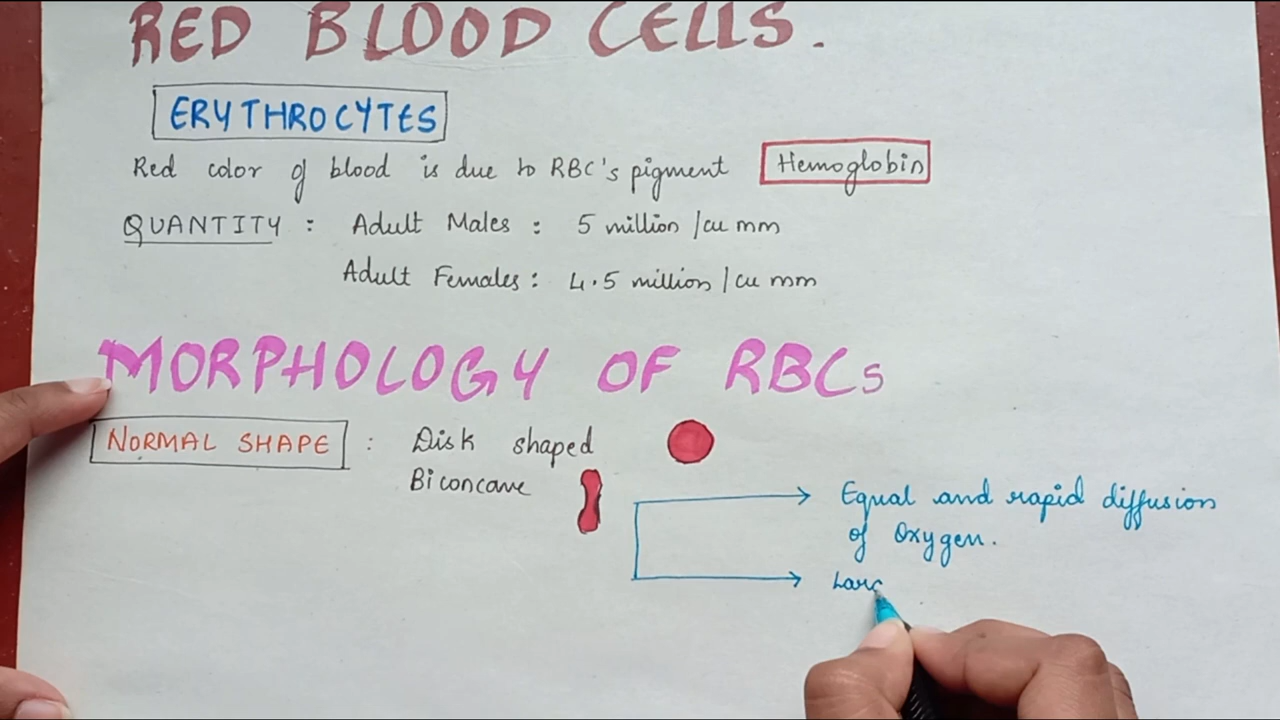 RED BLOOD CELLS.
ERYTHROCYTES
Red color of blood is due to RBC's pigment Hemoglobin
QUANTITY : Adult Males : 5 million /cu mm
Adult Females : 4.5 million /cu mm
MORPHOLOGY OF RBCs
NORMAL SHAPE : Disk shaped
Biconcave
Equal and rapid diffusion
of Oxygen.
Larg